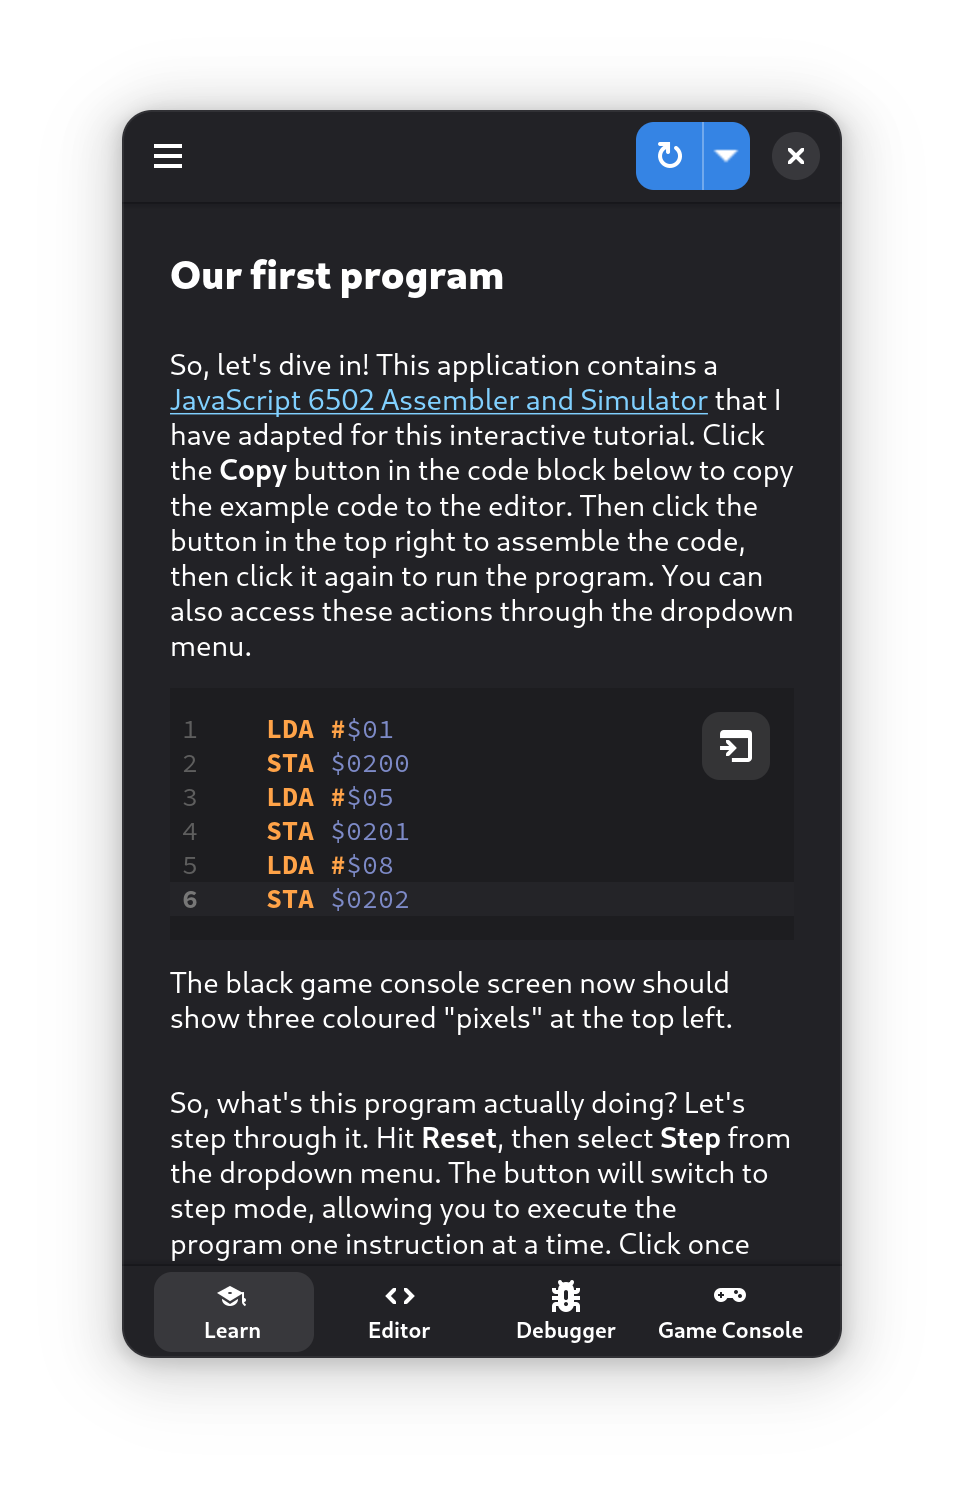 Our first program
So, let's dive in! This application contains a
JavaScript 6502 Assembler and Simulator that I
have adapted for this interactive tutorial. Click
the Copy button in the code block below to copy
the example code to the editor. Then click the
button in the top right to assemble the code,
then click it again to run the program. You can
also access these actions through the dropdown
menu.
1 LDA #$01
2 STA $0200
3 LDA #$05
4 STA $0201
5 LDA #$08
6 STA $0202
The black game console screen now should
show three coloured "pixels" at the top left.
So, what's this program actually doing? Let's
step through it. Hit Reset, then select Step from
the dropdown menu. The button will switch to
step mode, allowing you to execute the
program one instruction at a time. Click once
Learn Editor Debugger Game Console